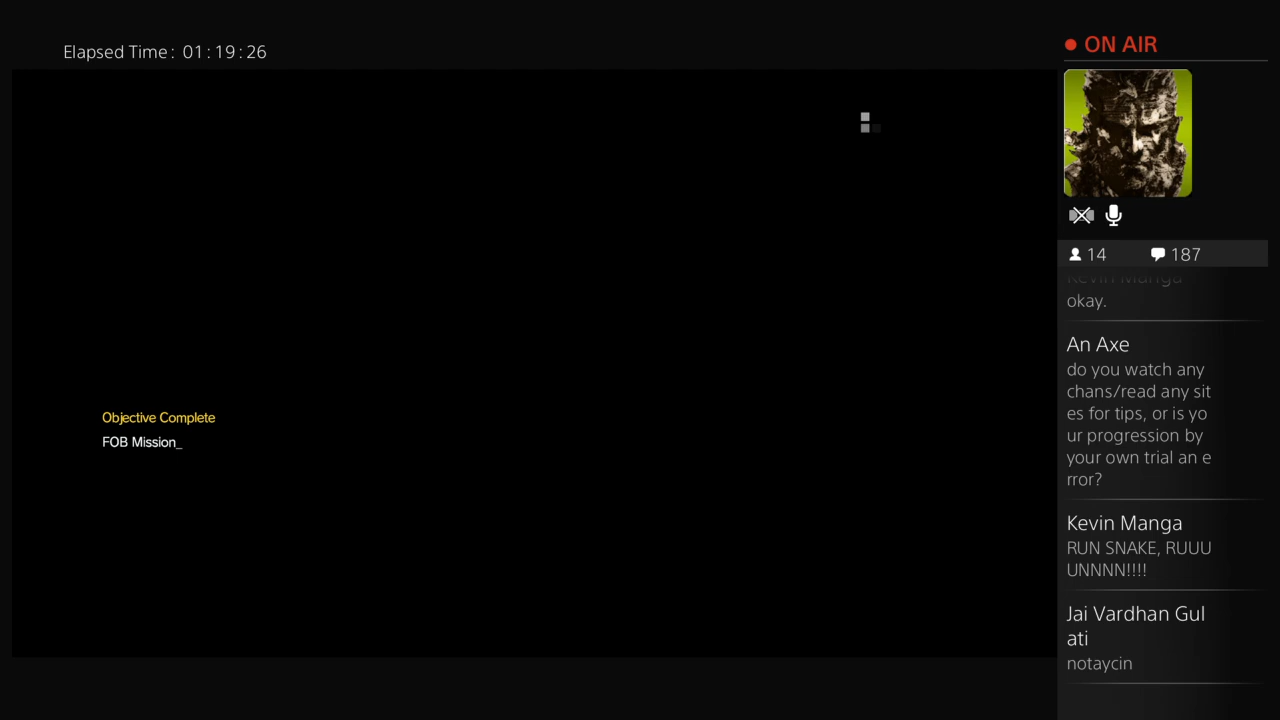 Elapsed Time: 01:19:26
ON AIR
14 187
Kevin Manga
okay.
An Axe
do you watch any
chans/read any sit
es for tips, or is yo
ur progression by
your own trial an e
rror?
Kevin Manga
RUN SNAKE, RUUU
UNNNN!!!!
Jai Vardhan Gul
ati
notaycin
Objective Complete
FOB Mission_